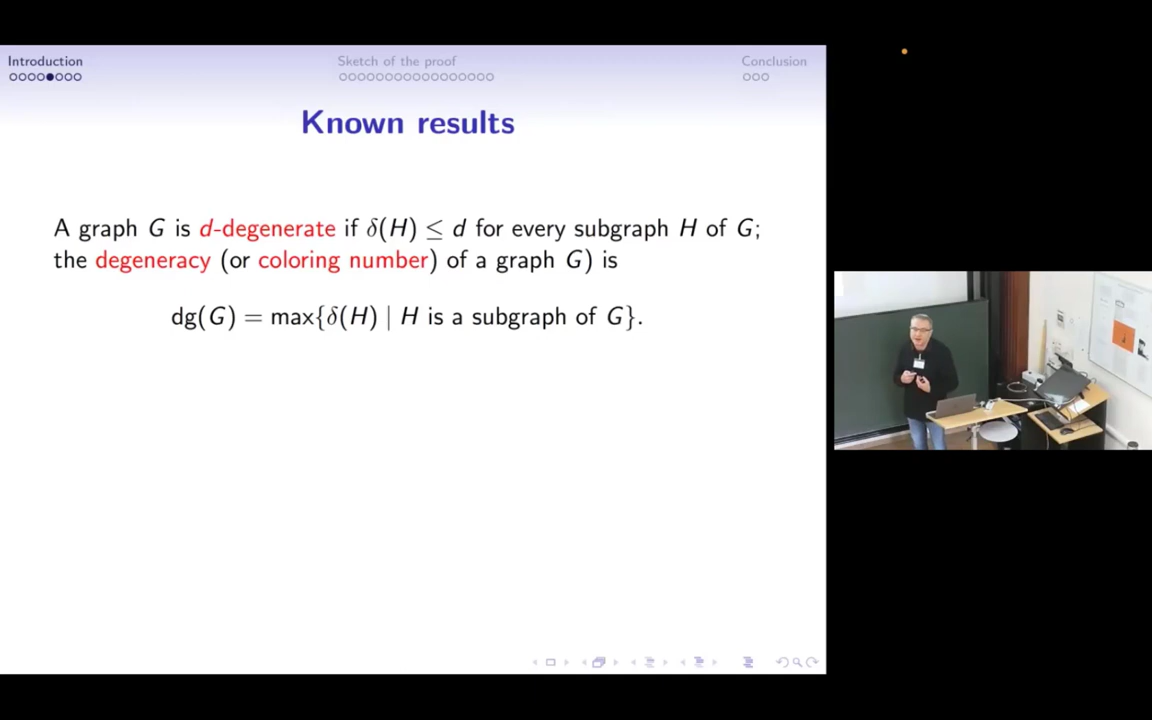 Introduction
Sketch of the proof
Conclusion
Known results
A graph G is d-degenerate if δ(H) ≤ d for every subgraph H of G;
the degeneracy (or coloring number) of a graph G) is
dg(G) = max{δ(H) | H is a subgraph of G}.